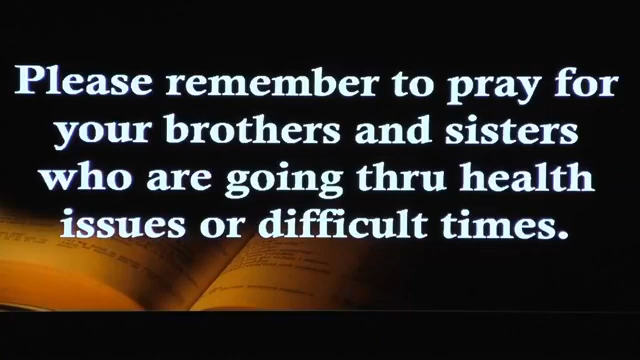 Please remember to pray for
your brothers and sisters
who are going thru health
issues or difficult times.